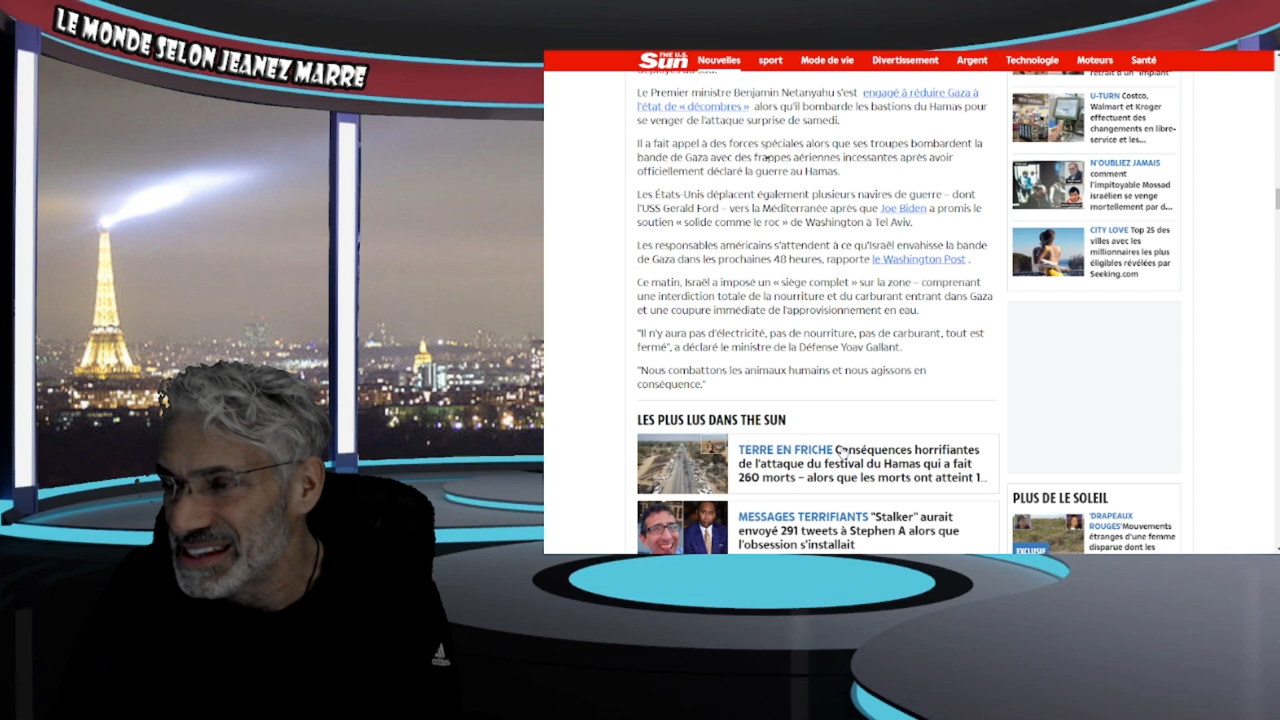 LE MONDE SELON JEANEZ MARRE
THE U.S.
Sun
Nouvelles sport Mode de vie Divertissement Argent Technologie Moteurs Santé
Le Premier ministre Benjamin Netanyahu s'est engagé à réduire Gaza à
l'état de « décombres » alors qu'il bombarde les bastions du Hamas pour
se venger de l'attaque surprise de samedi.
Il a fait appel à des forces spéciales alors que ses troupes bombardent la
bande de Gaza avec des frappes aériennes incessantes après avoir
officiellement déclaré la guerre au Hamas.
Les États-Unis déplacent également plusieurs navires de guerre – dont
l'USS Gerald Ford – vers la Méditerranée après que Joe Biden a promis le
soutien « solide comme le roc » de Washington à Tel Aviv.
Les responsables américains s'attendent à ce qu'Israël envahisse la bande
de Gaza dans les prochaines 48 heures, rapporte le Washington Post .
Ce matin, Israël a imposé un « siège complet » sur la zone – comprenant
une interdiction totale de la nourriture et du carburant entrant dans Gaza
et une coupure immédiate de l'approvisionnement en eau.
"Il n'y aura pas d'électricité, pas de nourriture, pas de carburant, tout est
fermé", a déclaré le ministre de la Défense Yoav Gallant.
"Nous combattons les animaux humains et nous agissons en
conséquence."
LES PLUS LUS DANS THE SUN
TERRE EN FRICHE Conséquences horrifiantes
de l'attaque du festival du Hamas qui a fait
260 morts – alors que les morts ont atteint 1...
MESSAGES TERRIFIANTS "Stalker" aurait
envoyé 291 tweets à Stephen A alors que
l'obsession s'installait
retrait d'un "implant"
U-TURN Costco,
Walmart et Kroger
effectuent des
changements en libre-
service et les...
N'OUBLIEZ JAMAIS
comment
l'impitoyable Mossad
israélien se venge
mortellement par d...
CITY LOVE Top 25 des
villes avec les
millionnaires les plus
éligibles révélées par
Seeking.com
PLUS DE LE SOLEIL
'DRAPEAUX
ROUGES' Mouvements
étranges d'une femme
disparue dont les
EXCLUSIF
adidas